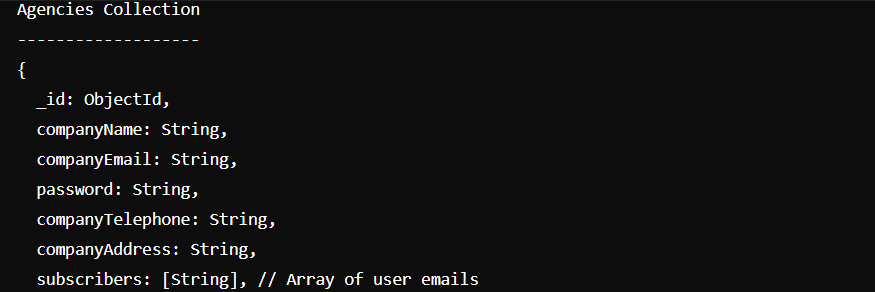 Agencies Collection
-------------------
{
  _id: ObjectId,
  companyName: String,
  companyEmail: String,
  password: String,
  companyTelephone: String,
  companyAddress: String,
  subscribers: [String], // Array of user emails